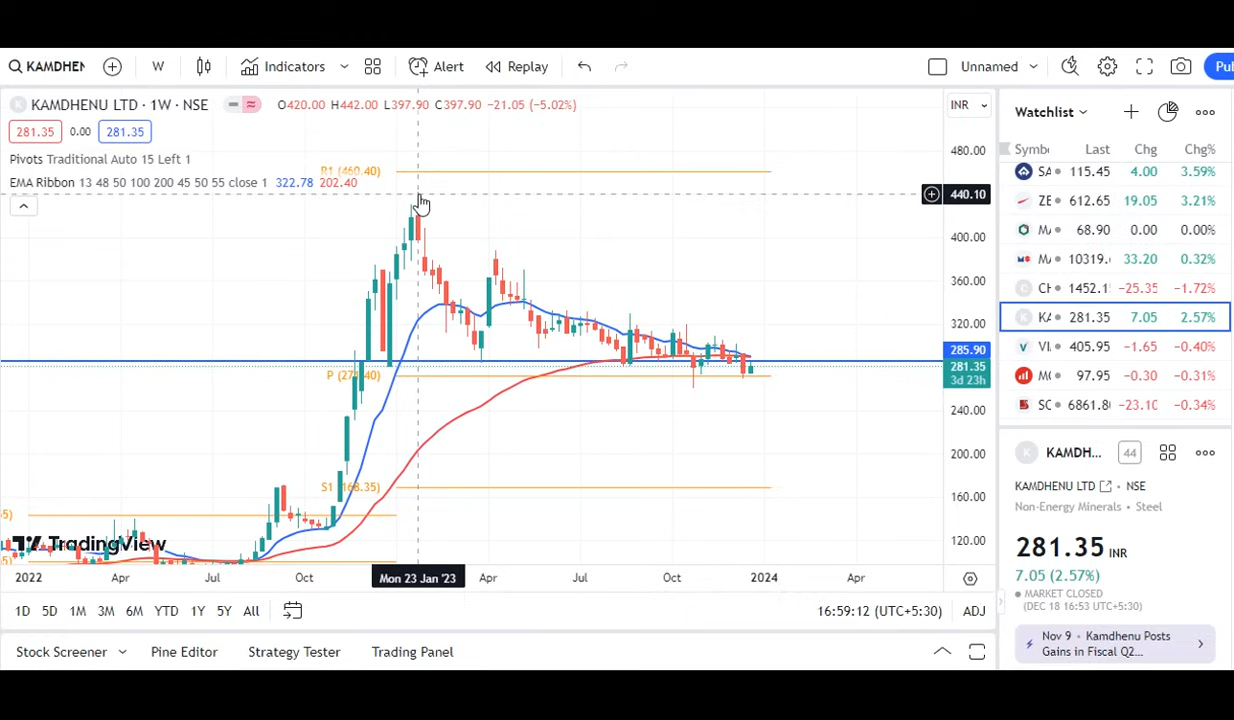 KAMDHEN W Indicators Alert Replay Unnamed Pu
KAMDHENU LTD · 1W · NSE O420.00 H442.00 L397.90 C397.90 −21.05 (−5.02%) INR
281.35 0.00 281.35
Pivots Traditional Auto 15 Left 1
EMA Ribbon 13 48 50 100 200 45 50 55 close 1 322.78 202.40
R1 (460.40)
P (271.40)
S1 (168.35)
480.00
440.10
400.00
360.00
320.00
285.90
281.35
3d 23h
240.00
200.00
160.00
120.00
TradingView
2022 Apr Jul Oct Mon 23 Jan '23 Apr Jul Oct 2024 Apr
1D 5D 1M 3M 6M YTD 1Y 5Y All 16:59:12 (UTC+5:30) ADJ
Stock Screener Pine Editor Strategy Tester Trading Panel
Watchlist
Symb Last Chg Chg%
SA 115.45 4.00 3.59%
ZE 612.65 19.05 3.21%
M 68.90 0.00 0.00%
M 10319. 33.20 0.32%
CH 1452.1 −25.35 −1.72%
KA 281.35 7.05 2.57%
VI 405.95 −1.65 −0.40%
M 97.95 −0.30 −0.31%
SC 6861.8 −23.10 −0.34%
KAMDH... 44
KAMDHENU LTD • NSE
Non-Energy Minerals • Steel
281.35 INR
7.05 (2.57%)
MARKET CLOSED
(DEC 18 16:53 UTC+5:30)
Nov 9 • Kamdhenu Posts
Gains in Fiscal Q2...